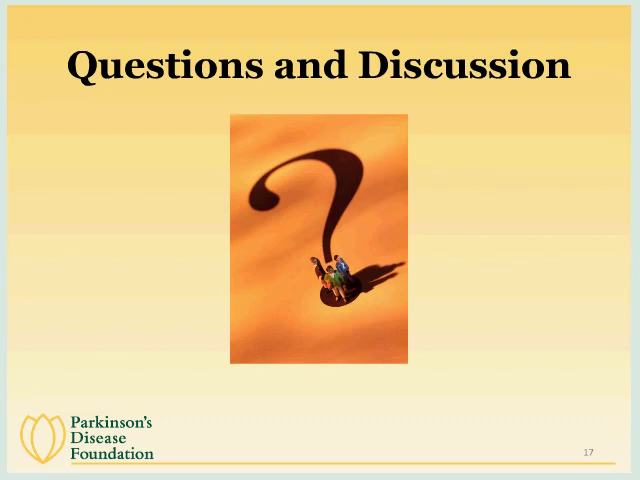 Questions and Discussion
Parkinson's
Disease
Foundation
17